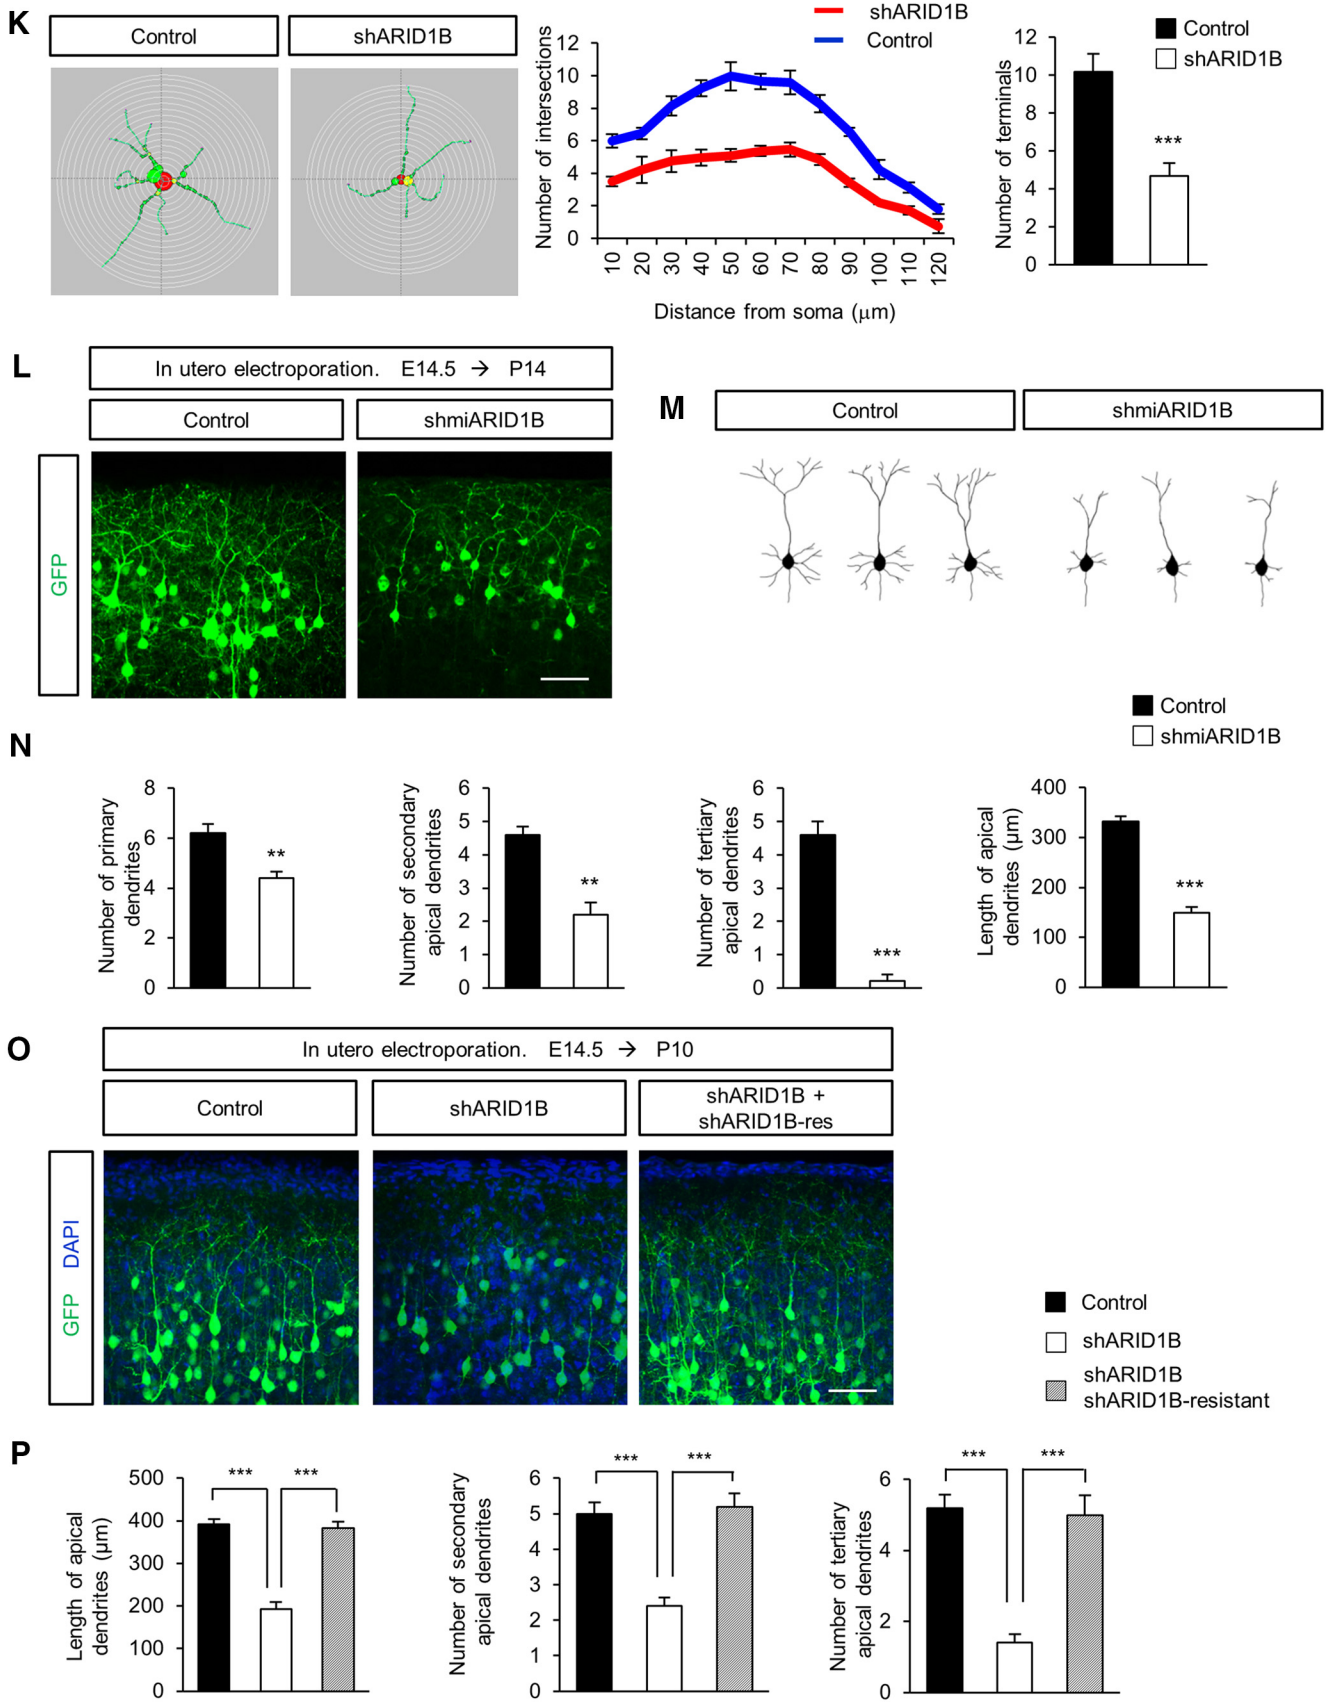 K
Control
shARID1B
shARID1B
Control
Number of intersections
12
10
8
6
4
2
0
10 20 30 40 50 60 70 80 90 100 110 120
Distance from soma (μm)
Control
shARID1B
Number of terminals
12
10
8
6
4
2
0
***
L
In utero electroporation. E14.5 → P14
Control
shmiARID1B
GFP
M
Control
shmiARID1B
N
Control
shmiARID1B
Number of primary
dendrites
8
6
4
2
0
**
Number of secondary
apical dendrites
6
5
4
3
2
1
0
**
Number of tertiary
apical dendrites
6
5
4
3
2
1
0
***
Length of apical
dendrites (μm)
400
300
200
100
0
***
O
In utero electroporation. E14.5 → P10
Control
shARID1B
shARID1B +
shARID1B-res
GFP DAPI
Control
shARID1B
shARID1B
shARID1B-resistant
P
Length of apical
dendrites (μm)
500
400
300
200
100
0
*** ***
Number of secondary
apical dendrites
6
5
4
3
2
1
0
*** ***
Number of tertiary
apical dendrites
6
4
2
0
*** ***